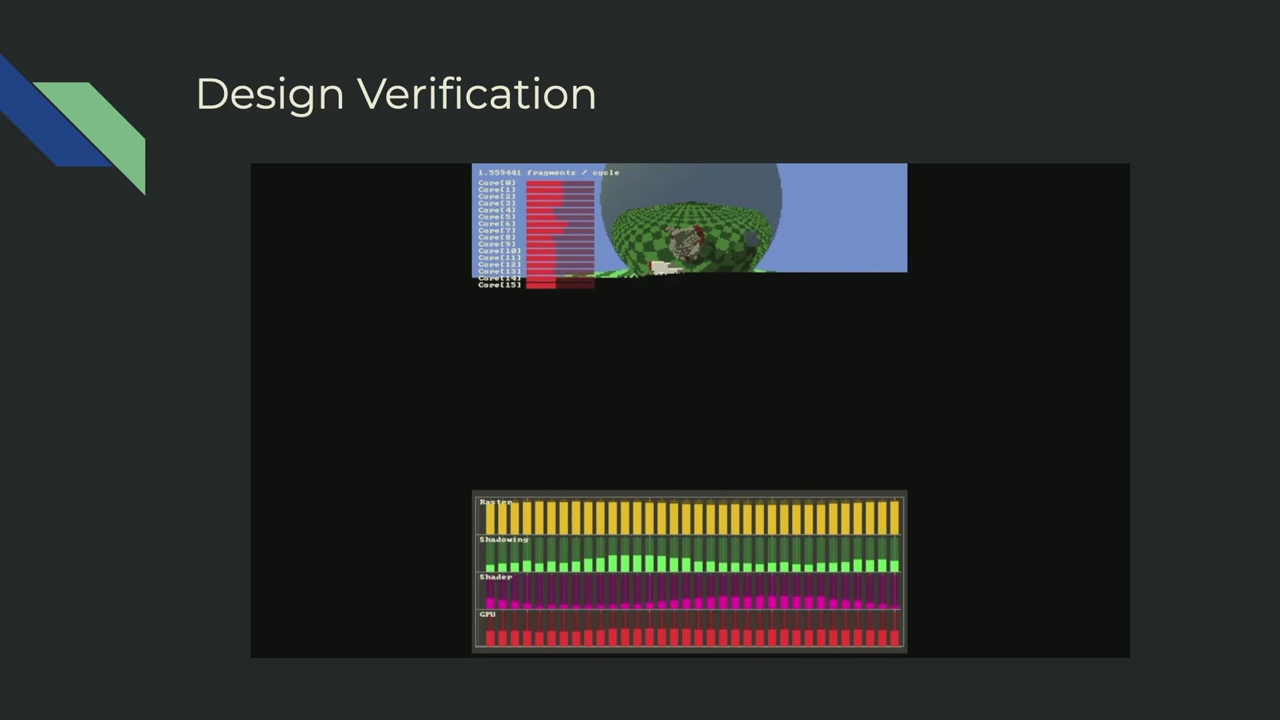 Design Verification
1.559441 fragments / cycle
Core[0]
Core[1]
Core[2]
Core[3]
Core[4]
Core[5]
Core[6]
Core[7]
Core[8]
Core[9]
Core[10]
Core[11]
Core[12]
Core[13]
Core[14]
Core[15]
Raster
Shadowing
Shader
GPU